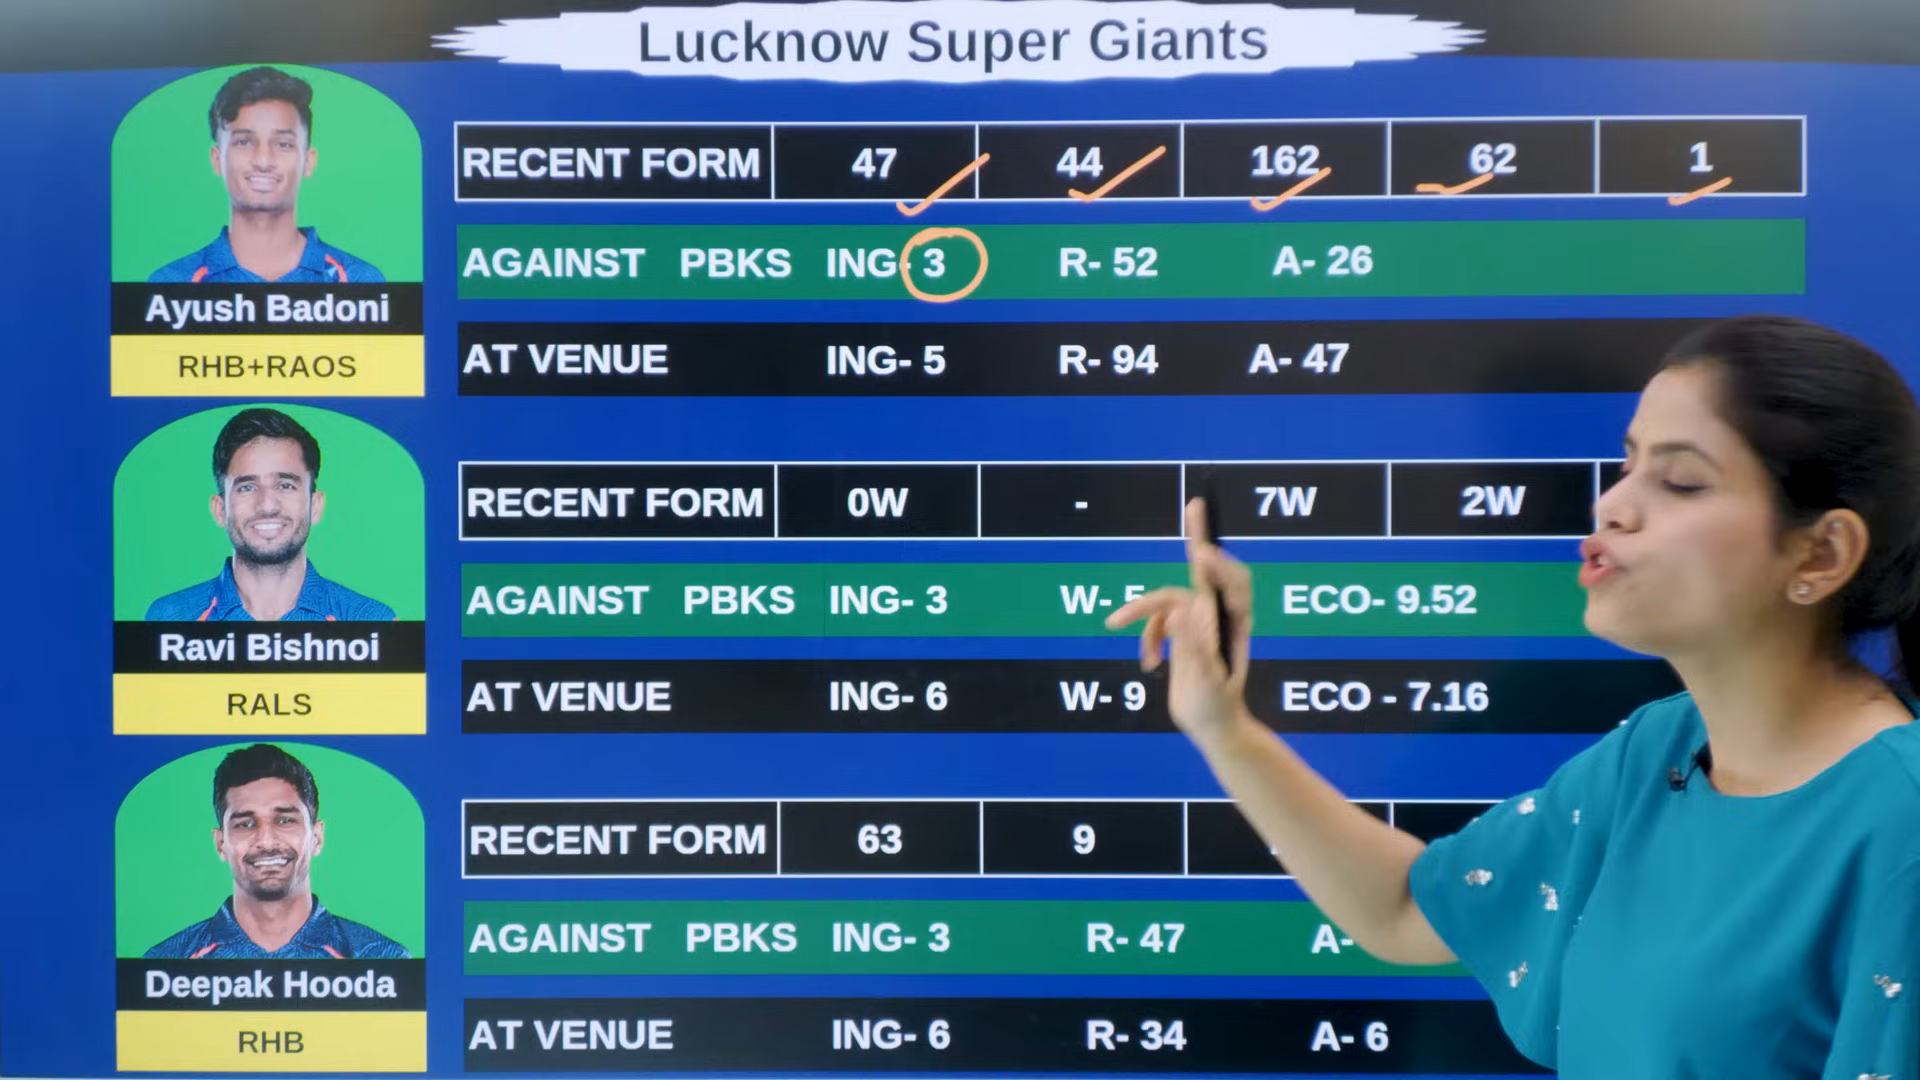 Lucknow Super Giants
RECENT FORM 47 44 162 62 1
AGAINST PBKS ING- 3 R- 52 A- 26
Ayush Badoni
RHB+RAOS
AT VENUE ING- 5 R- 94 A- 47
RECENT FORM 0W - 7W 2W
AGAINST PBKS ING- 3 W- 5 ECO- 9.52
Ravi Bishnoi
RALS
AT VENUE ING- 6 W- 9 ECO - 7.16
RECENT FORM 63 9
AGAINST PBKS ING- 3 R- 47 A-
Deepak Hooda
RHB
AT VENUE ING- 6 R- 34 A- 6